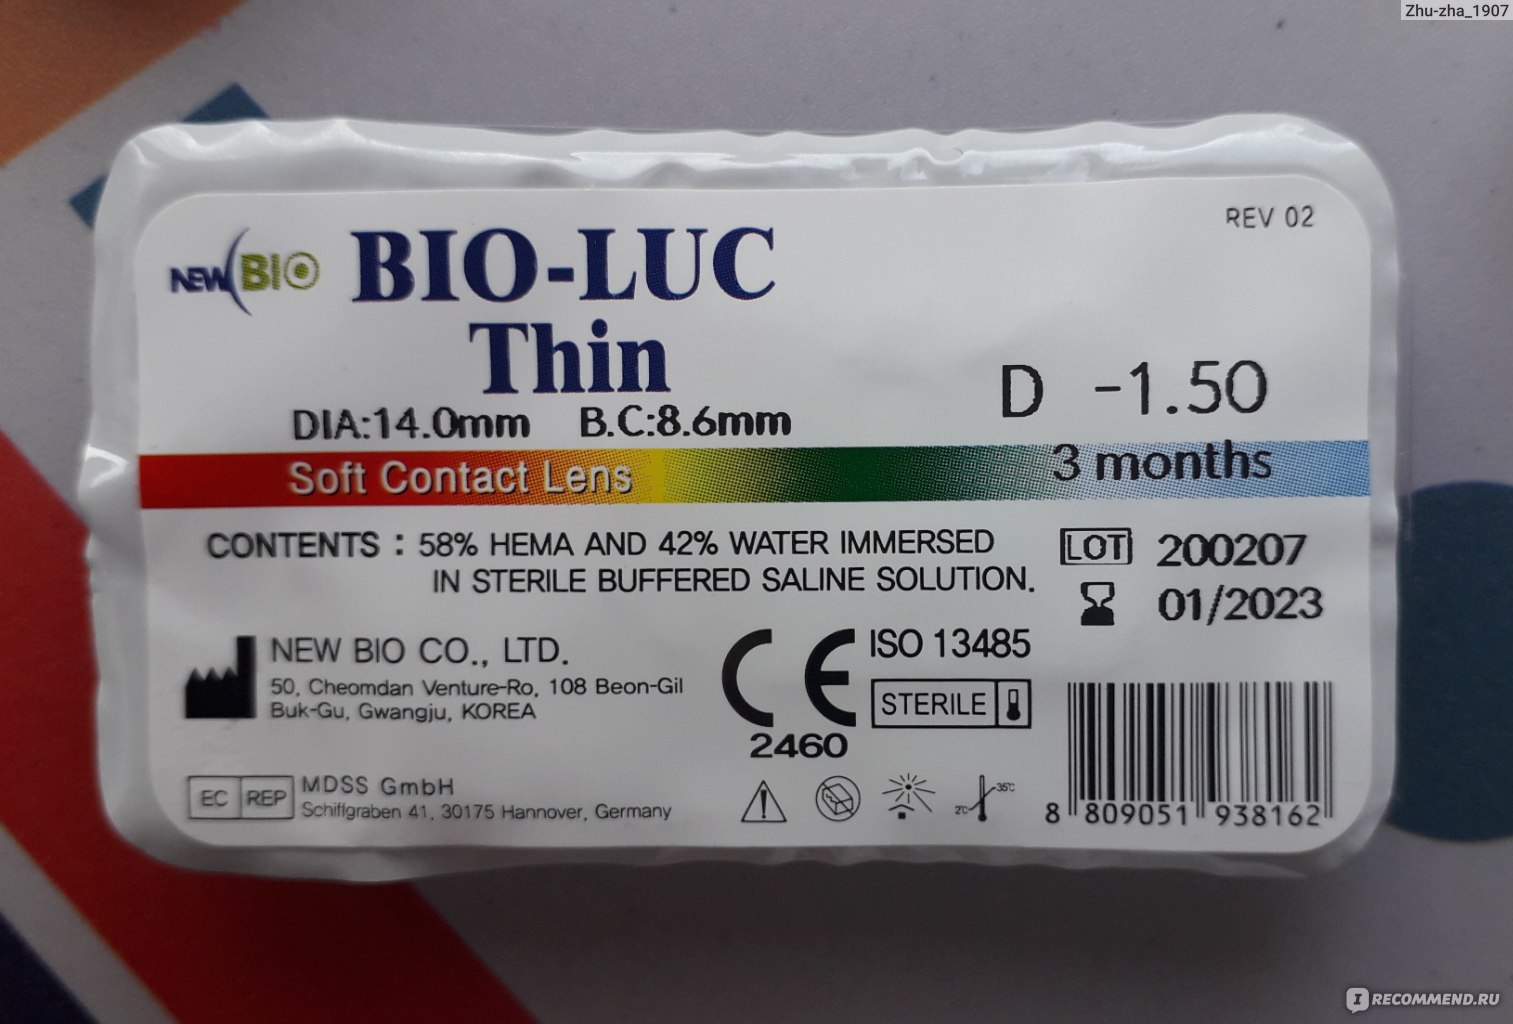 Zhu-zha_1907
REV 02
NEW BIO
BIO-LUC
Thin
DIA:14.0mm B.C:8.6mm
D -1.50
Soft Contact Lens
3 months
CONTENTS : 58% HEMA AND 42% WATER IMMERSED
IN STERILE BUFFERED SALINE SOLUTION.
LOT 200207
01/2023
NEW BIO CO., LTD.
50, Cheomdan Venture-Ro, 108 Beon-Gil
Buk-Gu, Gwangju, KOREA
CE
2460
ISO 13485
STERILE
EC REP
MDSS GmbH
Schiffgraben 41, 30175 Hannover, Germany
2°C 35°C
8 809051 938162
IRECOMMEND.RU